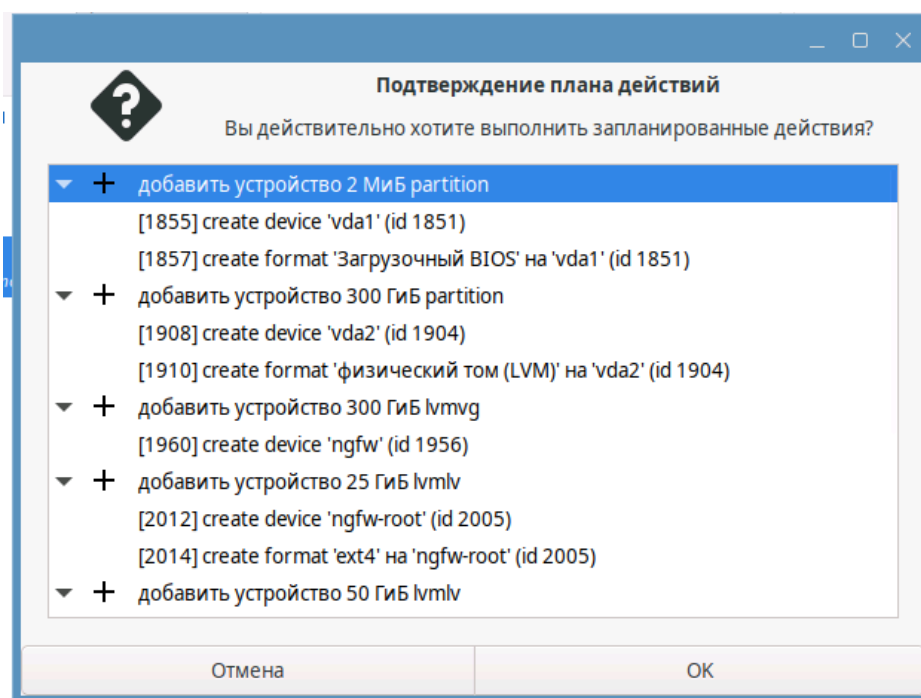 Подтверждение плана действий
Вы действительно хотите выполнить запланированные действия?
добавить устройство 2 МиБ partition
[1855] create device 'vda1' (id 1851)
[1857] create format 'Загрузочный BIOS' на 'vda1' (id 1851)
добавить устройство 300 ГиБ partition
[1908] create device 'vda2' (id 1904)
[1910] create format 'физический том (LVM)' на 'vda2' (id 1904)
добавить устройство 300 ГиБ lvmvg
[1960] create device 'ngfw' (id 1956)
добавить устройство 25 ГиБ lvmlv
[2012] create device 'ngfw-root' (id 2005)
[2014] create format 'ext4' на 'ngfw-root' (id 2005)
добавить устройство 50 ГиБ lvmlv
Отмена
OK